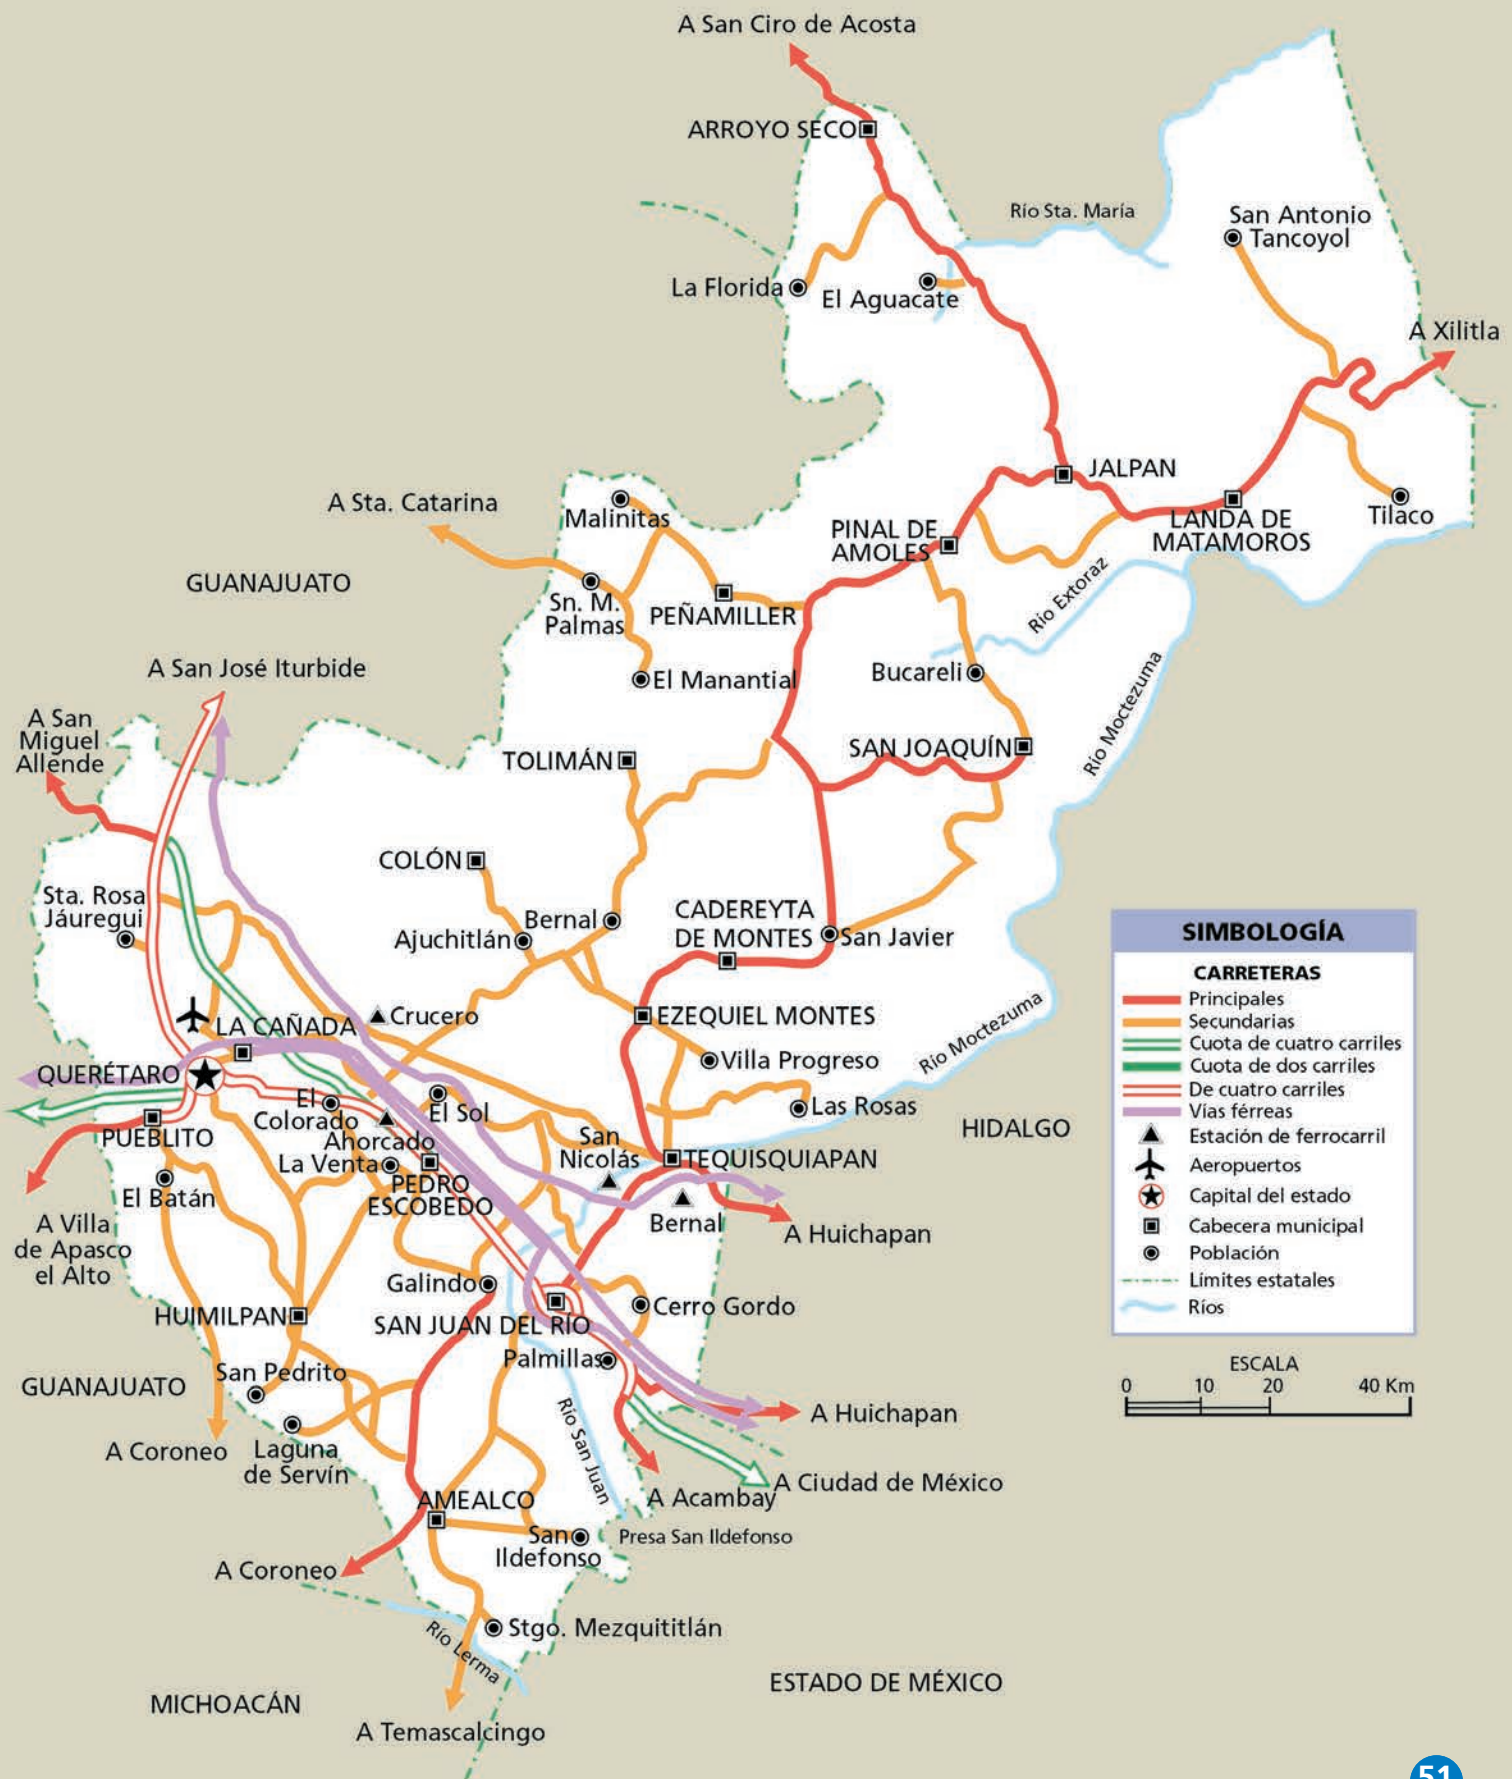 A San Ciro de Acosta
ARROYO SECO
Río Sta. María
San Antonio
Tancoyol
La Florida
El Aguacate
A Xilitla
JALPAN
A Sta. Catarina
Malinitas
LANDA DE
MATAMOROS
Tilaco
PINAL DE
AMOLES
GUANAJUATO
Sn. M.
Palmas
PEÑAMILLER
Río Extoraz
A San José Iturbide
El Manantial
Bucareli
Río Moctezuma
A San
Miguel
Allende
TOLIMÁN
SAN JOAQUÍN
COLÓN
Sta. Rosa
Jáuregui
Bernal
Ajuchitlán
CADEREYTA
DE MONTES
San Javier
Crucero
LA CAÑADA
EZEQUIEL MONTES
Río Moctezuma
QUERÉTARO
Villa Progreso
El
Colorado
El Sol
Las Rosas
HIDALGO
PUEBLITO
Ahorcado
La Venta
San
Nicolás
TEQUISQUIAPAN
El Batán
PEDRO
ESCOBEDO
Bernal
A Huichapan
A Villa
de Apasco
el Alto
Galindo
HUIMILPAN
SAN JUAN DEL RÍO
Cerro Gordo
Palmillas
San Pedrito
GUANAJUATO
A Huichapan
A Coroneo
Laguna
de Servín
Río San Juan
A Ciudad de México
A Acambay
AMEALCO
San
Ildefonso
Presa San Ildefonso
A Coroneo
Stgo. Mezquititlán
Río Lerma
ESTADO DE MÉXICO
MICHOACÁN
A Temascalcingo
SIMBOLOGÍA
CARRETERAS
Principales
Secundarias
Cuota de cuatro carriles
Cuota de dos carriles
De cuatro carriles
Vías férreas
Estación de ferrocarril
Aeropuertos
Capital del estado
Cabecera municipal
Población
Límites estatales
Ríos
ESCALA
0 10 20 40 Km
51